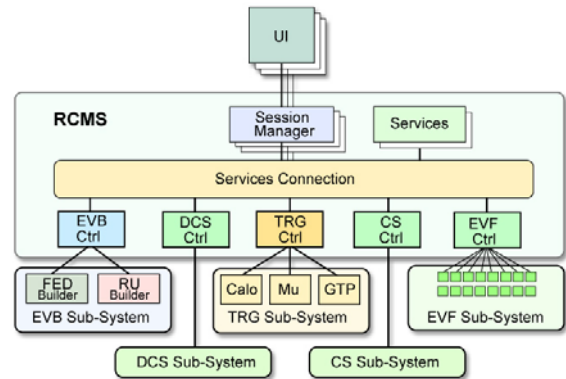 UI
RCMS
Session
Manager
Services
Services Connection
EVB
Ctrl
DCS
Ctrl
TRG
Ctrl
CS
Ctrl
EVF
Ctrl
FED
Builder
RU
Builder
EVB Sub-System
Calo
Mu
GTP
TRG Sub-System
EVF Sub-System
DCS Sub-System
CS Sub-System